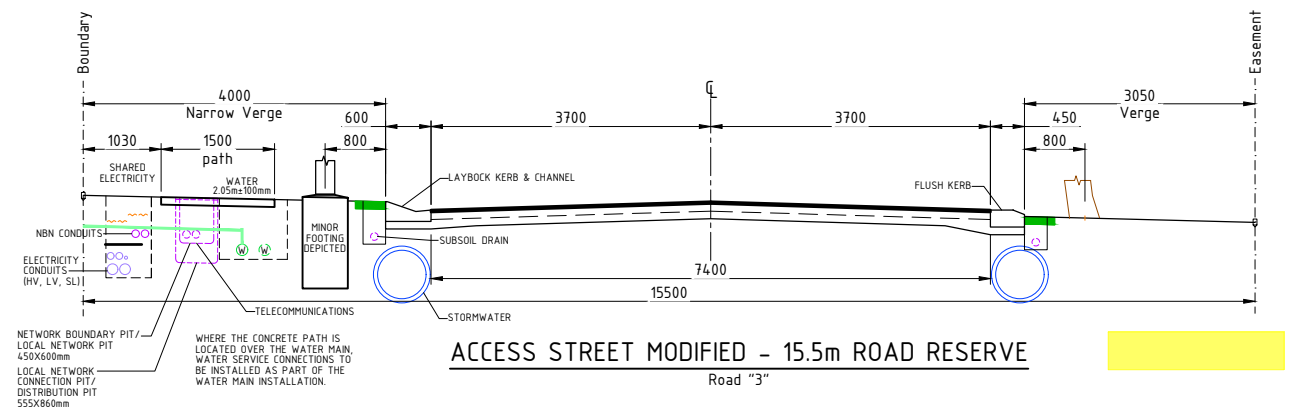 Boundary
Easement
4000
Narrow Verge
600
3700
℄
3700
3050
Verge
450
1030
1500
path
800
800
SHARED
ELECTRICITY
WATER
2.05m±100mm
LAYBOCK KERB & CHANNEL
FLUSH KERB
MINOR
FOOTING
DEPICTED
NBN CONDUITS
W W
SUBSOIL DRAIN
ELECTRICITY
CONDUITS
(HV, LV, SL)
7400
15500
TELECOMMUNICATIONS
STORMWATER
NETWORK BOUNDARY PIT/
LOCAL NETWORK PIT
450X600mm
LOCAL NETWORK
CONNECTION PIT/
DISTRIBUTION PIT
555X860mm
WHERE THE CONCRETE PATH IS
LOCATED OVER THE WATER MAIN,
WATER SERVICE CONNECTIONS TO
BE INSTALLED AS PART OF THE
WATER MAIN INSTALLATION.
ACCESS STREET MODIFIED - 15.5m ROAD RESERVE
Road "3"